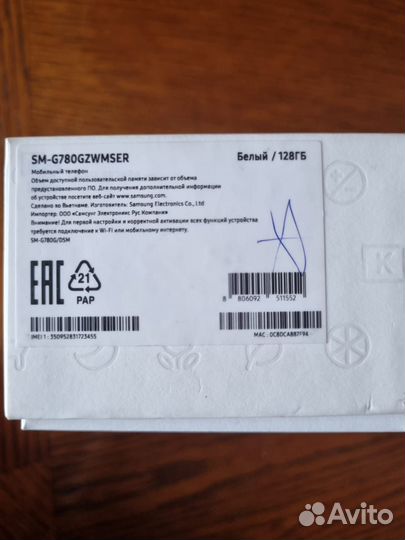 SM-G780GZWMSER
Белый / 128ГБ
Мобильный телефон
Объем доступной пользовательской памяти зависит от объема
предустановленного ПО. Для получения дополнительной информации
об устройстве посетите веб-сайт www.samsung.com.
Сделано во Вьетнаме. Изготовитель: Samsung Electronics Co., Ltd
Импортер: ООО «Самсунг Электроникс Рус Компани»
Внимание! Для первой настройки и корректной активации всех функций устройства
требуется подключение к Wi-Fi или мобильному интернету.
SM-G780G/DSM
EAC
21
PAP
8 806092 511552
IMEI 1 : 350952831723455
MAC : 0C8DCA887F94
K
Avito